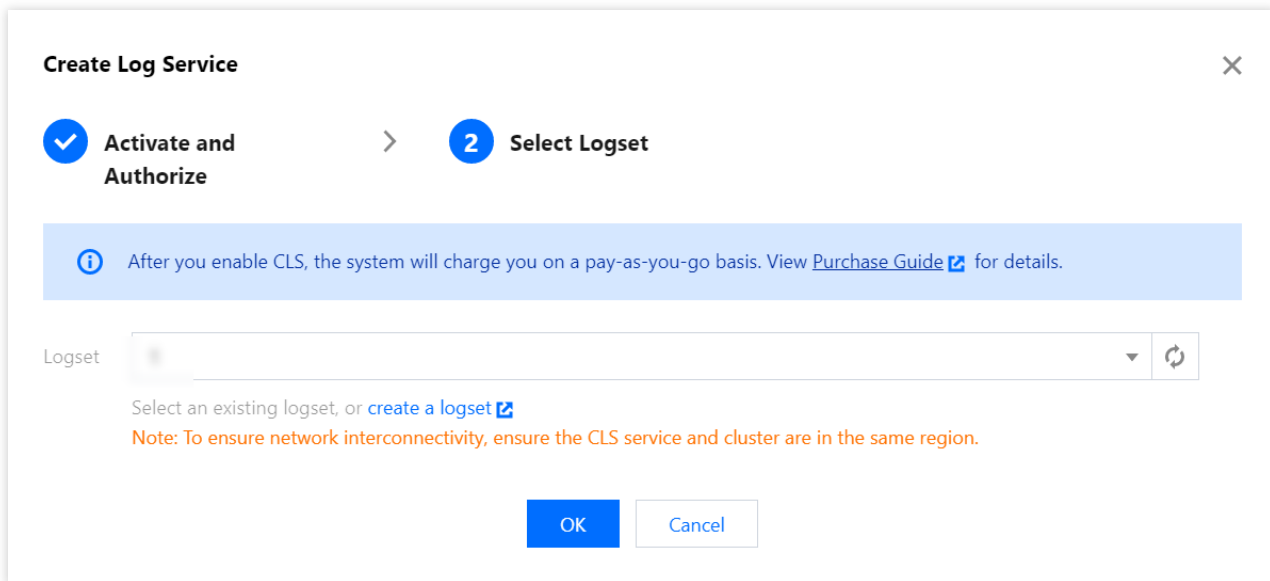 Create Log Service
Activate and
Authorize
2 Select Logset
After you enable CLS, the system will charge you on a pay-as-you-go basis. View Purchase Guide for details.
Logset
Select an existing logset, or create a logset
Note: To ensure network interconnectivity, ensure the CLS service and cluster are in the same region.
OK Cancel